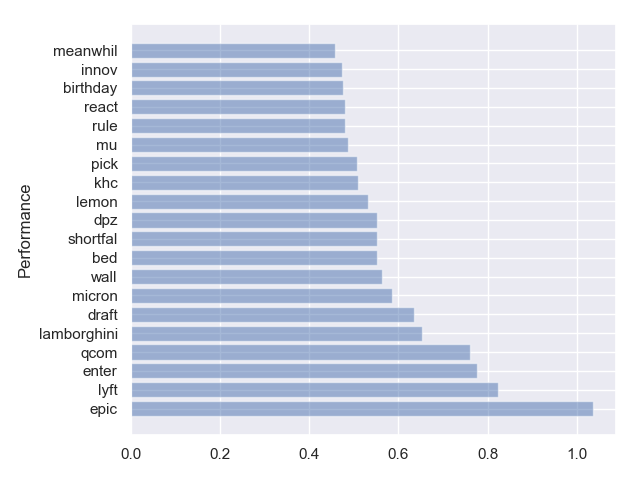 meanwhil
innov
birthday
react
rule
mu
pick
khc
lemon
dpz
shortfal
bed
wall
micron
draft
lamborghini
qcom
enter
lyft
epic
Performance
0.0 0.2 0.4 0.6 0.8 1.0